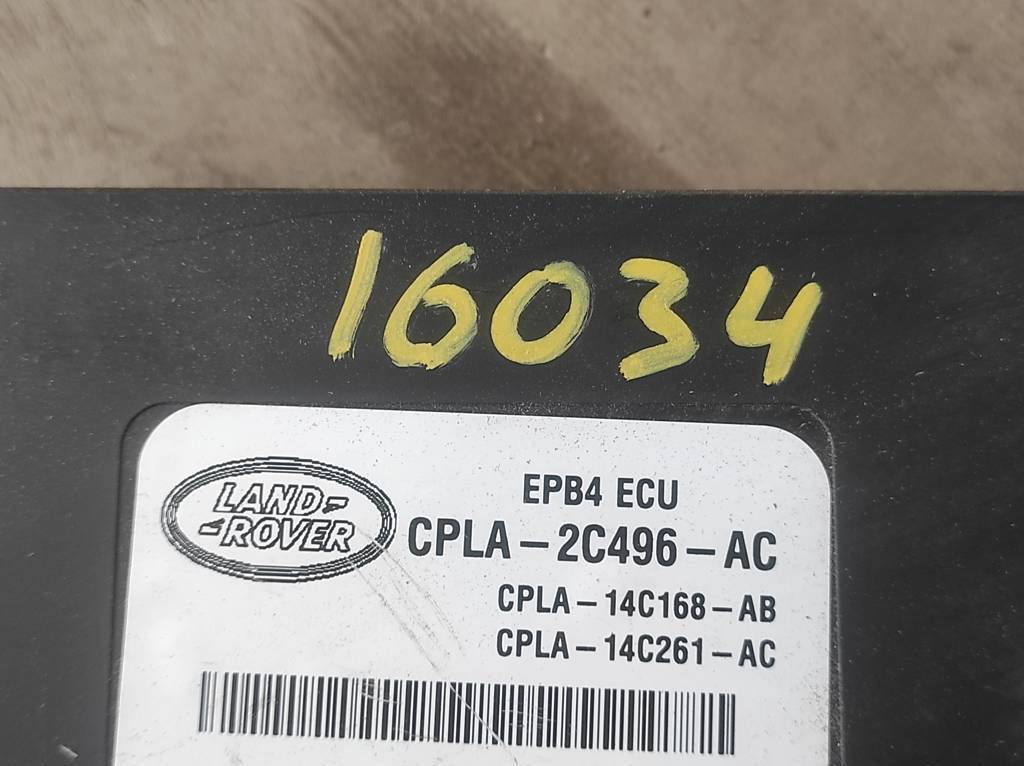 16034
LAND-
-ROVER
EPB4 ECU
CPLA-2C496-AC
CPLA-14C168-AB
CPLA-14C261-AC